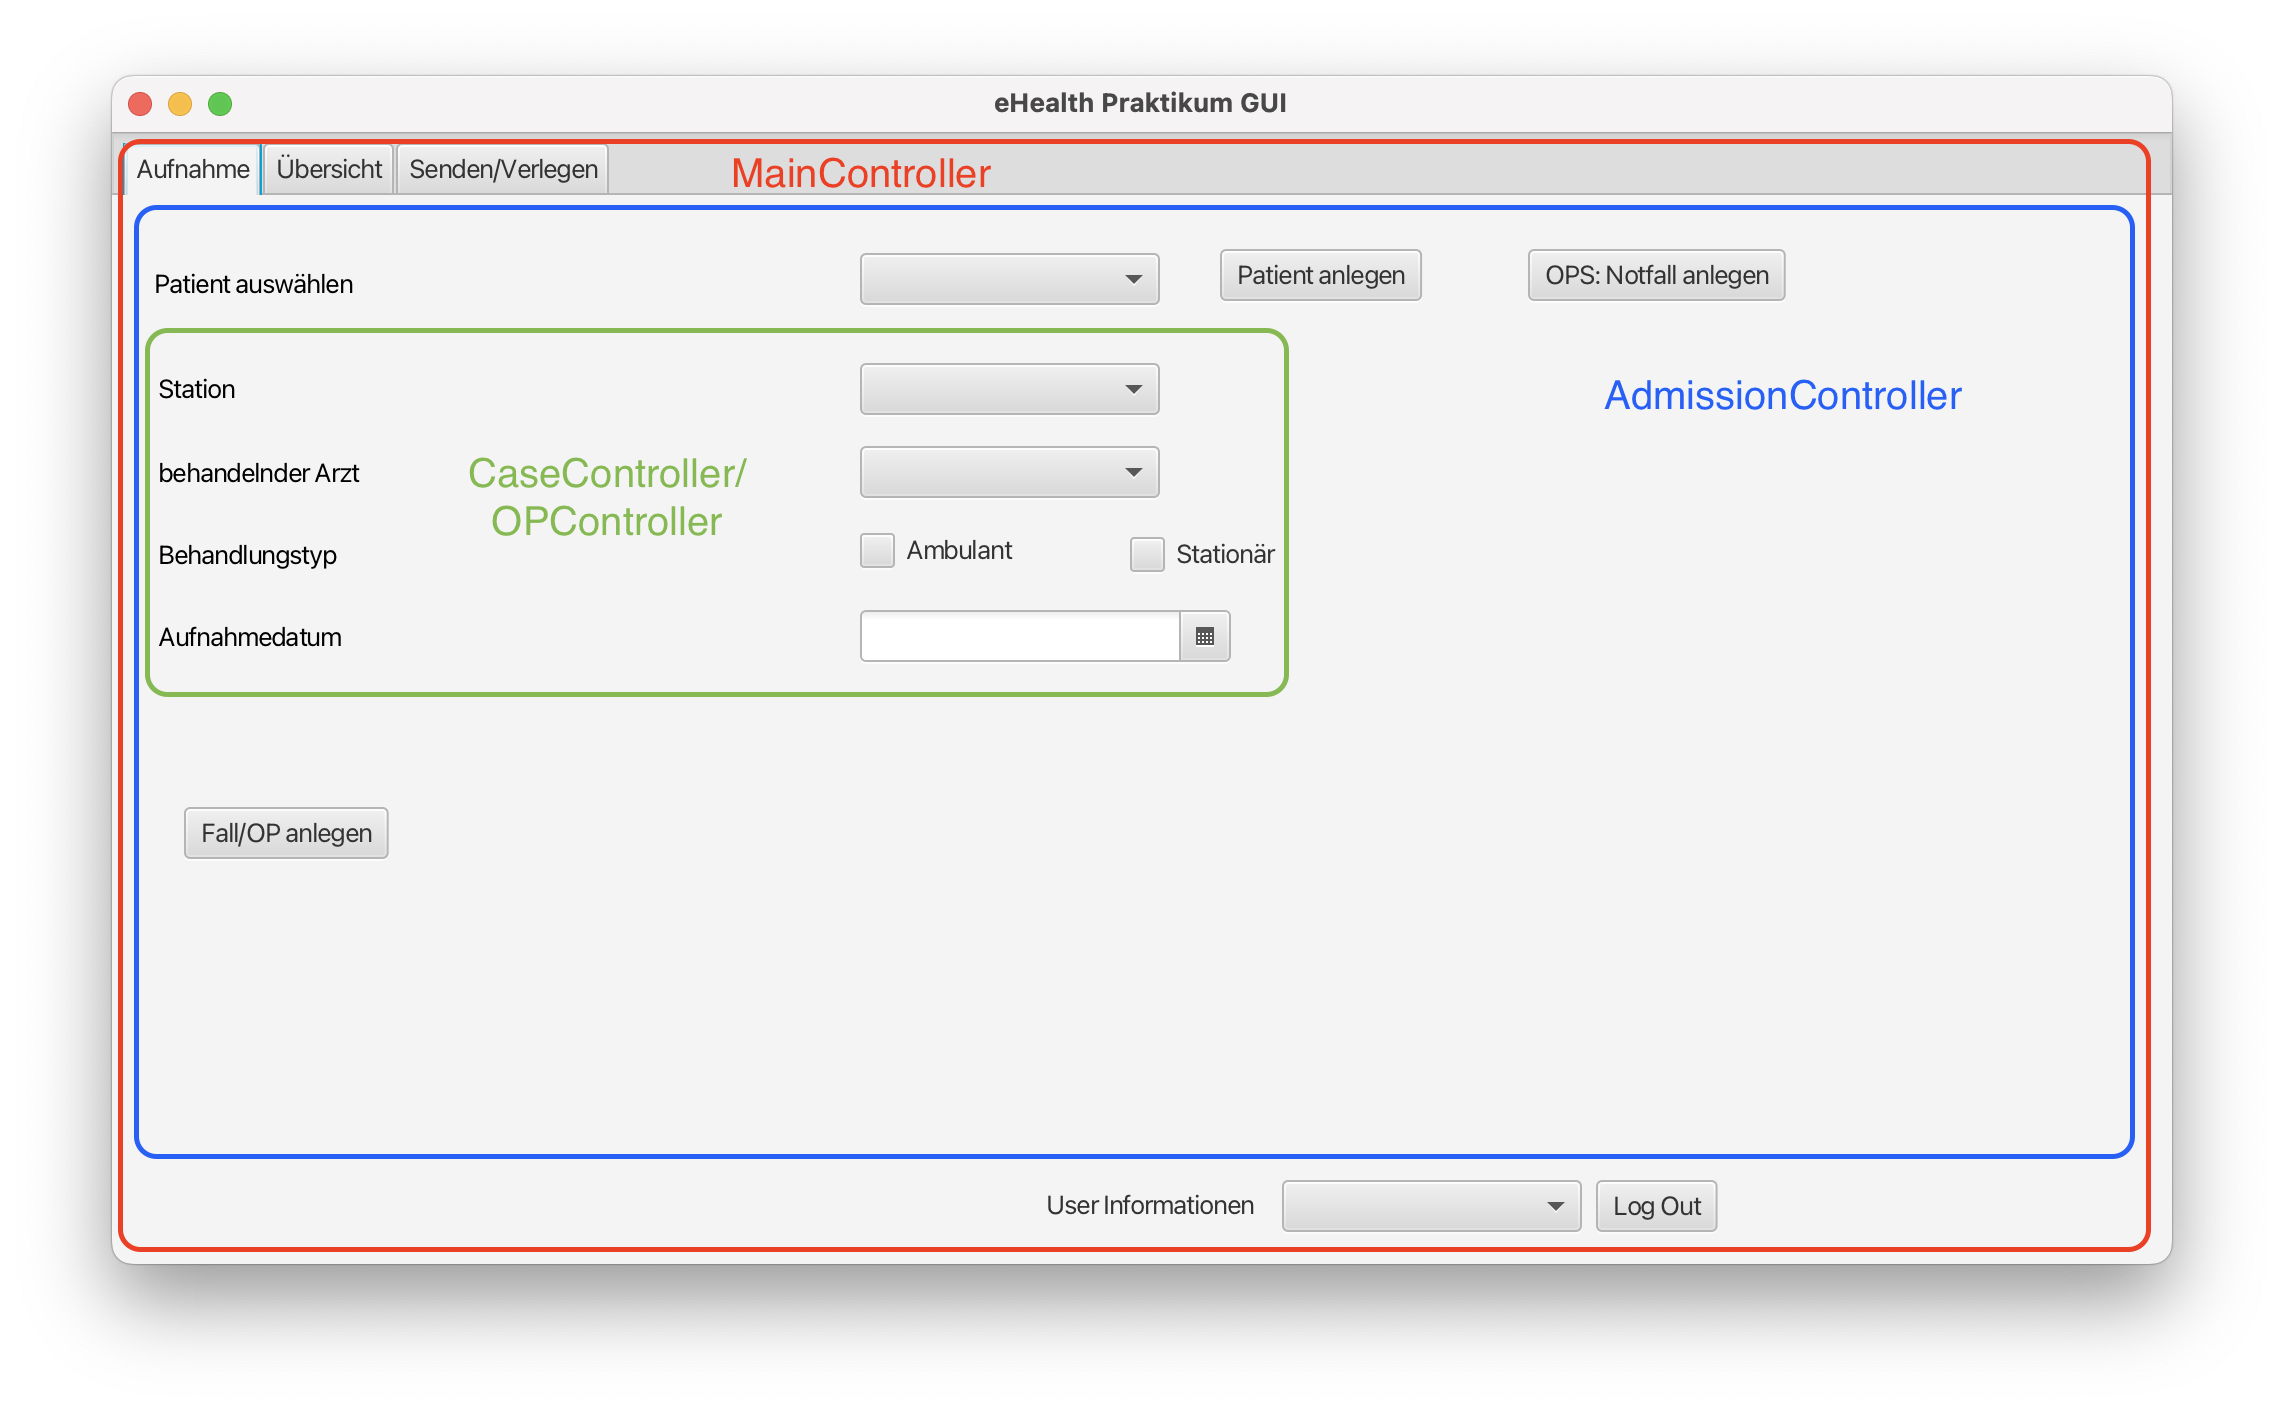 eHealth Praktikum GUI
Aufnahme
Übersicht
Senden/Verlegen
MainController
Patient auswählen
Patient anlegen
OPS: Notfall anlegen
Station
AdmissionController
behandelnder Arzt
CaseController/
OPController
Behandlungstyp
Ambulant
Stationär
Aufnahmedatum
Fall/OP anlegen
User Informationen
Log Out